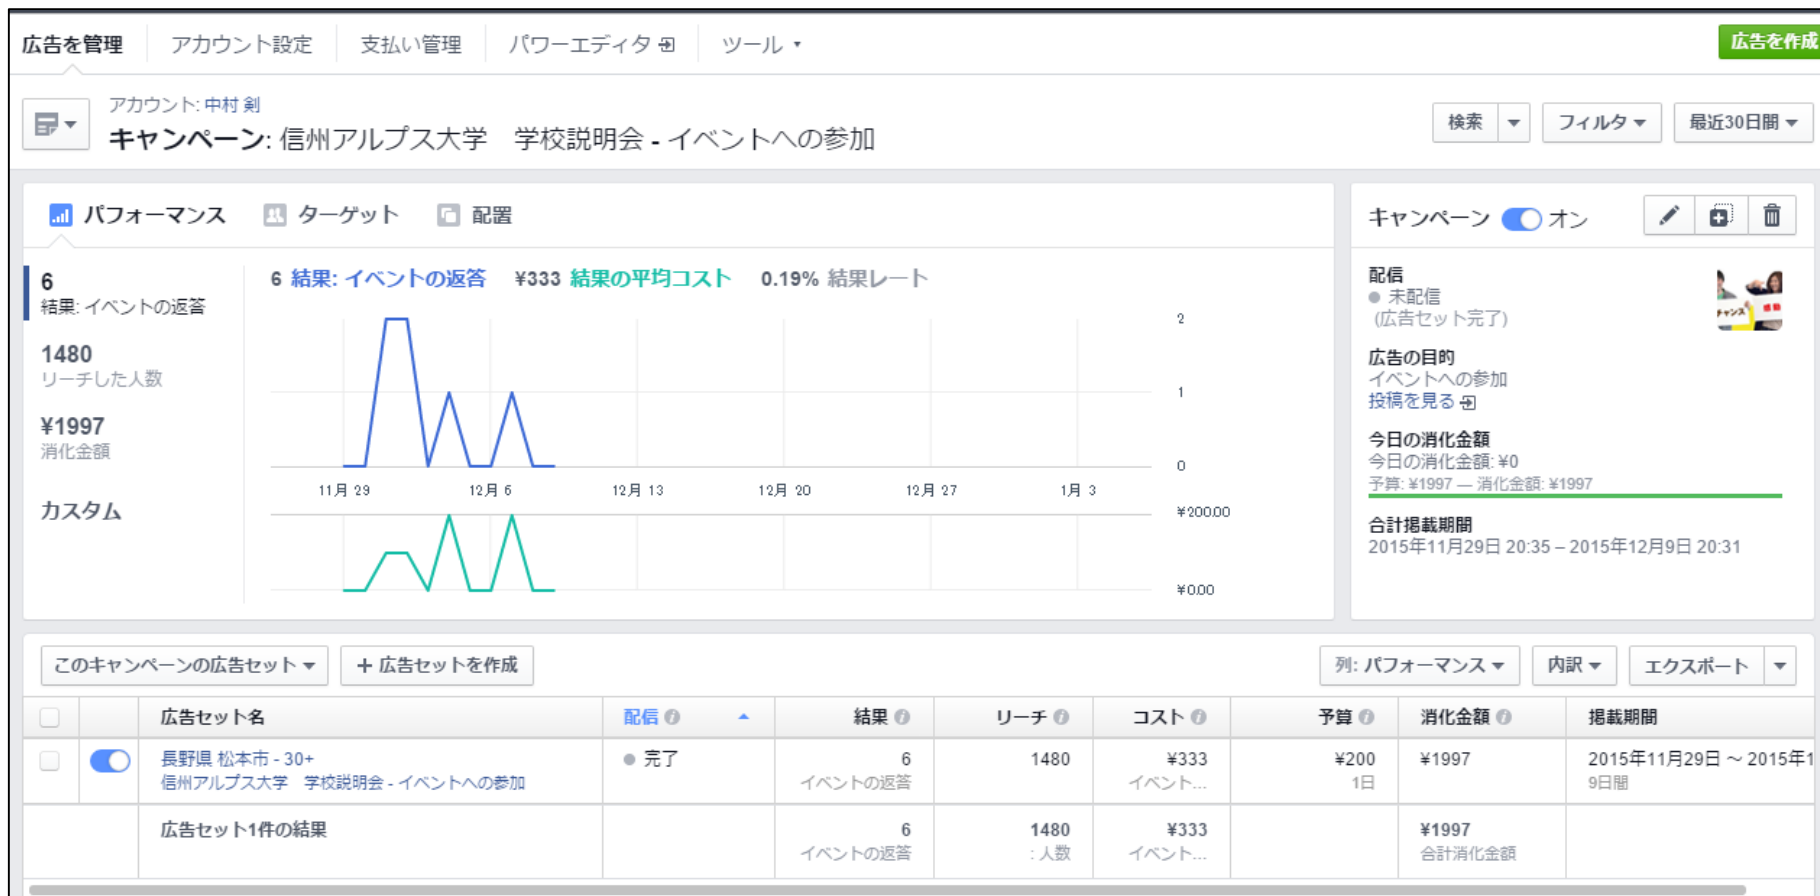 広告を管理 アカウント設定 支払い管理 パワーエディタ ツール 広告を作成
アカウント: 中村 剣
キャンペーン: 信州アルプス大学　学校説明会 - イベントへの参加
検索 フィルタ 最近30日間
パフォーマンス ターゲット 配置
6
結果: イベントの返答
1480
リーチした人数
¥1997
消化金額
カスタム
6 結果: イベントの返答 ¥333 結果の平均コスト 0.19% 結果レート
2
1
0
11月 29 12月 6 12月 13 12月 20 12月 27 1月 3
¥200.00
¥0.00
キャンペーン オン
配信
未配信
(広告セット完了)
チャンス
広告の目的
イベントへの参加
投稿を見る
今日の消化金額
今日の消化金額: ¥0
予算: ¥1997 — 消化金額: ¥1997
合計掲載期間
2015年11月29日 20:35 – 2015年12月9日 20:31
このキャンペーンの広告セット + 広告セットを作成 列: パフォーマンス 内訳 エクスポート
広告セット名 配信 結果 リーチ コスト 予算 消化金額 掲載期間
長野県 松本市 - 30+ 完了 6 1480 ¥333 ¥200 ¥1997 2015年11月29日 ～ 2015年1
信州アルプス大学　学校説明会 - イベントへの参加 イベントの返答 イベント... 1日 9日間
広告セット1件の結果 6 1480 ¥333 ¥1997
イベントの返答 : 人数 イベント... 合計消化金額